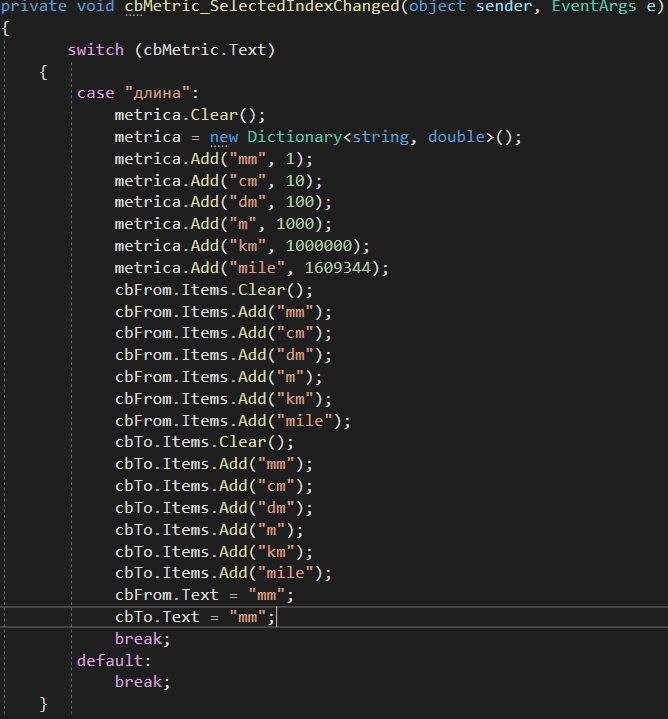 private void cbMetric_SelectedIndexChanged(object sender, EventArgs e)
{
switch (cbMetric.Text)
{
case "длина":
metrica.Clear();
metrica = new Dictionary<string, double>();
metrica.Add("mm", 1);
metrica.Add("cm", 10);
metrica.Add("dm", 100);
metrica.Add("m", 1000);
metrica.Add("km", 1000000);
metrica.Add("mile", 1609344);
cbFrom.Items.Clear();
cbFrom.Items.Add("mm");
cbFrom.Items.Add("cm");
cbFrom.Items.Add("dm");
cbFrom.Items.Add("m");
cbFrom.Items.Add("km");
cbFrom.Items.Add("mile");
cbTo.Items.Clear();
cbTo.Items.Add("mm");
cbTo.Items.Add("cm");
cbTo.Items.Add("dm");
cbTo.Items.Add("m");
cbTo.Items.Add("km");
cbTo.Items.Add("mile");
cbFrom.Text = "mm";
cbTo.Text = "mm";
break;
default:
break;
}